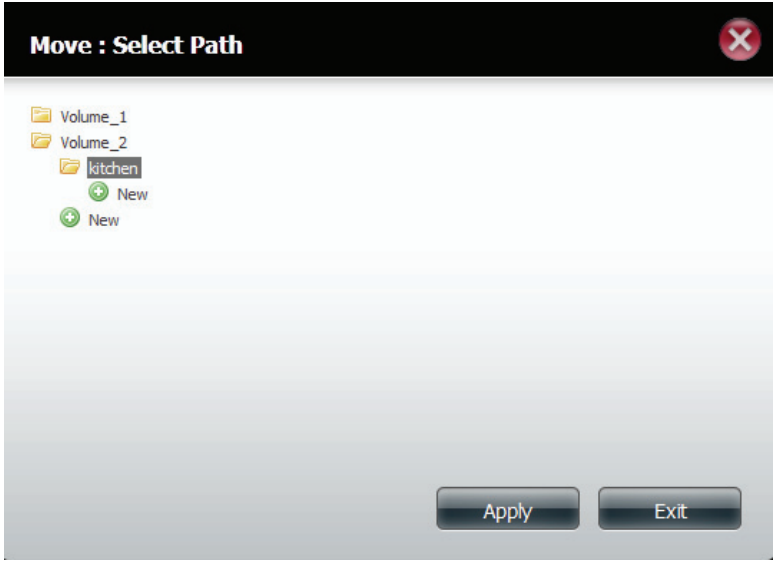 Move : Select Path
Volume_1
Volume_2
kitchen
New
New
Apply Exit